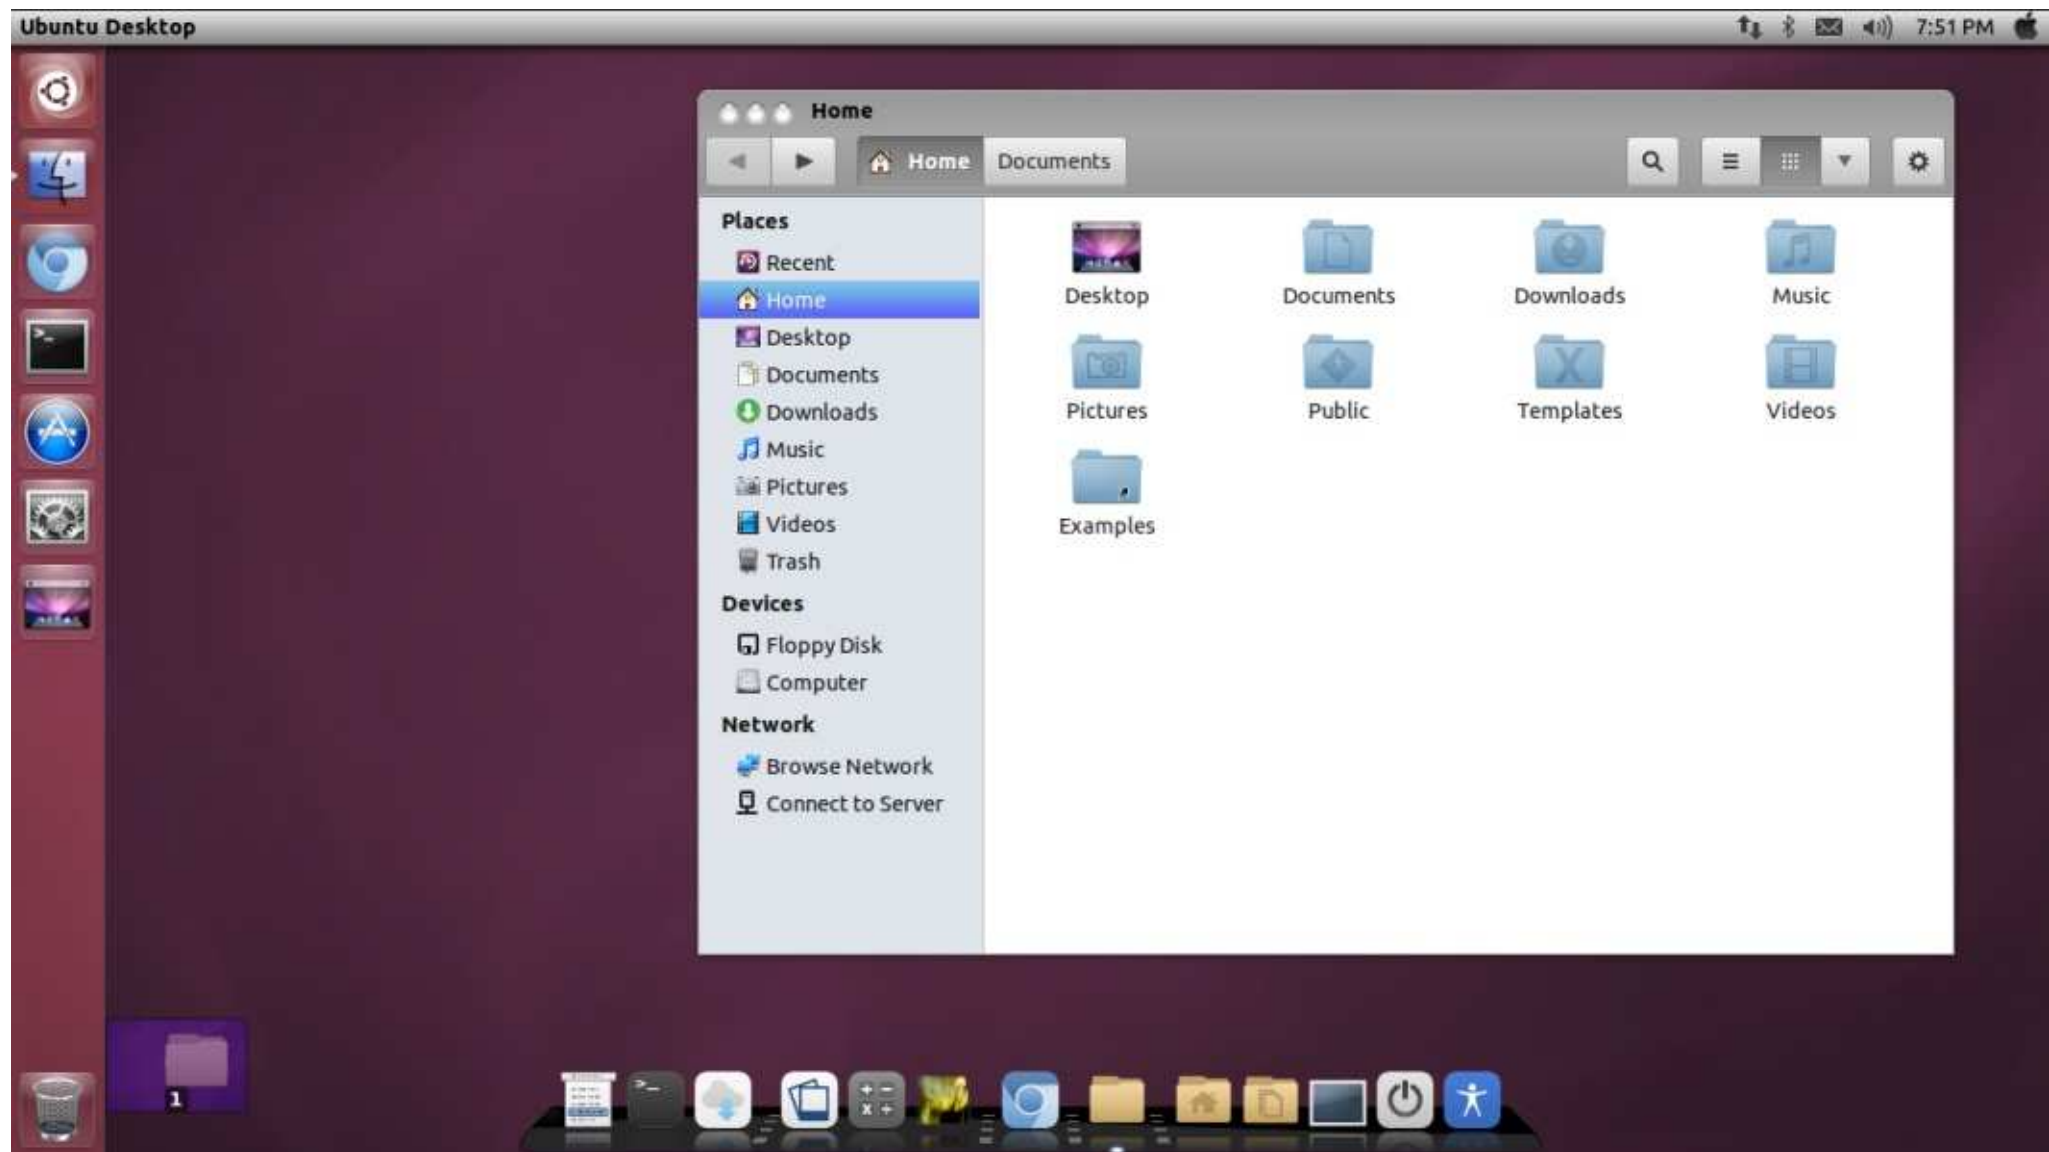 Ubuntu Desktop
7:51 PM
Home
Home
Documents
Places
Recent
Home
Desktop
Documents
Downloads
Music
Pictures
Videos
Trash
Devices
Floppy Disk
Computer
Network
Browse Network
Connect to Server
Desktop
Documents
Downloads
Music
Pictures
Public
Templates
Videos
Examples
1